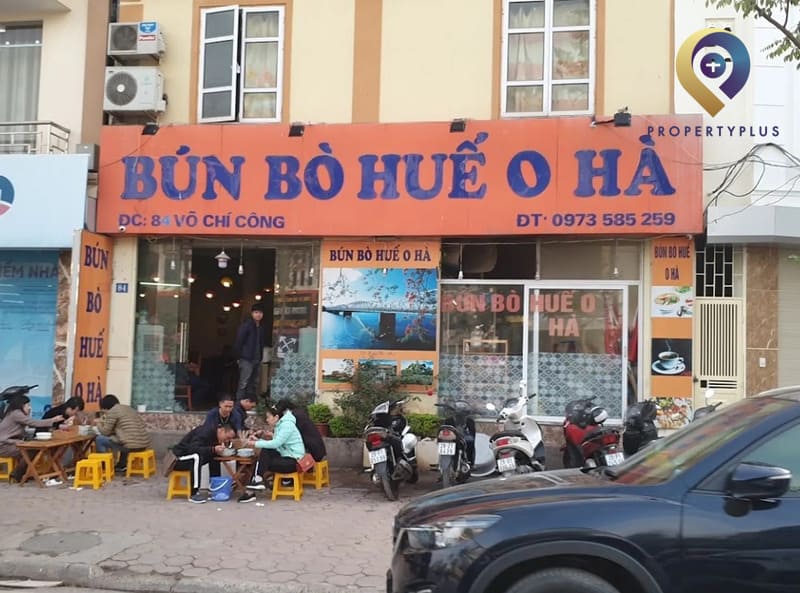 PROPERTYPLUS
BÚN BÒ HUẾ O HÀ
ĐC: 84 VÕ CHÍ CÔNG
ĐT: 0973 585 259
BÚN
BÒ
HUẾ
O HÀ
84
BÚN BÒ HUẾ O HÀ
BÚN BÒ HUẾ O
HÀ
BÚN BÒ HUẾ
O HÀ